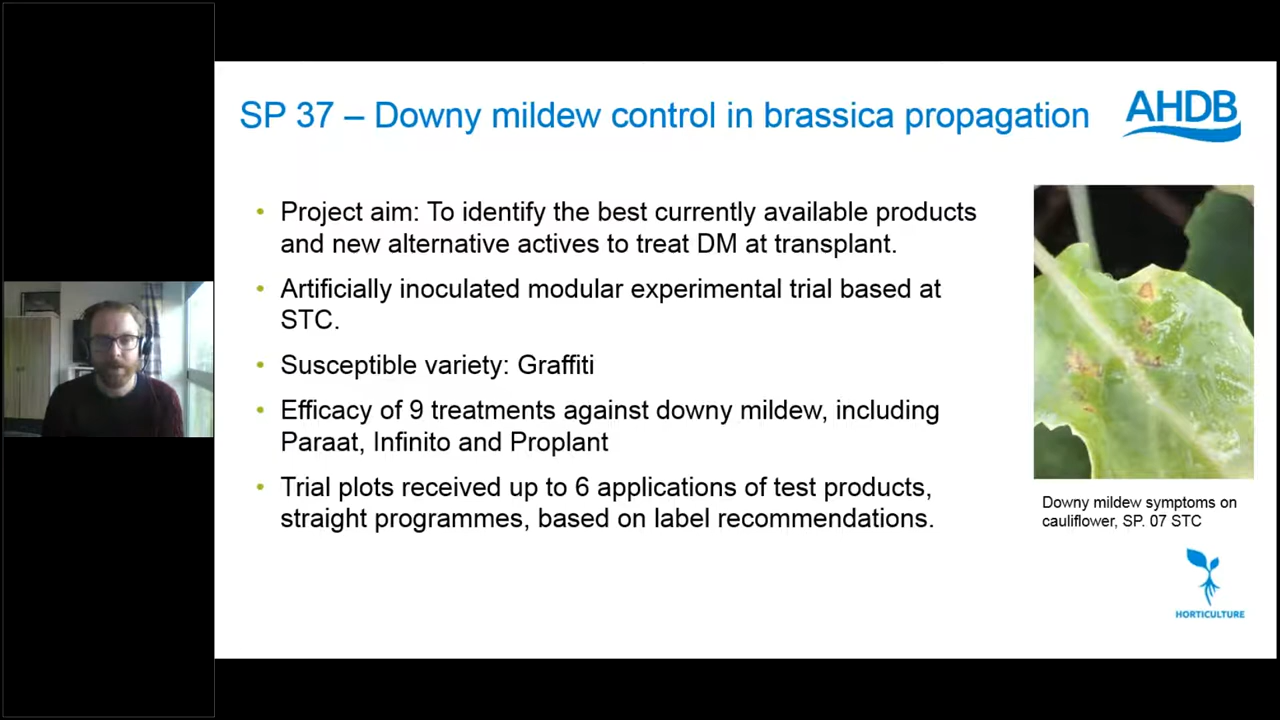 SP 37 – Downy mildew control in brassica propagation
AHDB
• Project aim: To identify the best currently available products
and new alternative actives to treat DM at transplant.
• Artificially inoculated modular experimental trial based at
STC.
• Susceptible variety: Graffiti
• Efficacy of 9 treatments against downy mildew, including
Paraat, Infinito and Proplant
• Trial plots received up to 6 applications of test products,
straight programmes, based on label recommendations.
Downy mildew symptoms on
cauliflower, SP. 07 STC
HORTICULTURE